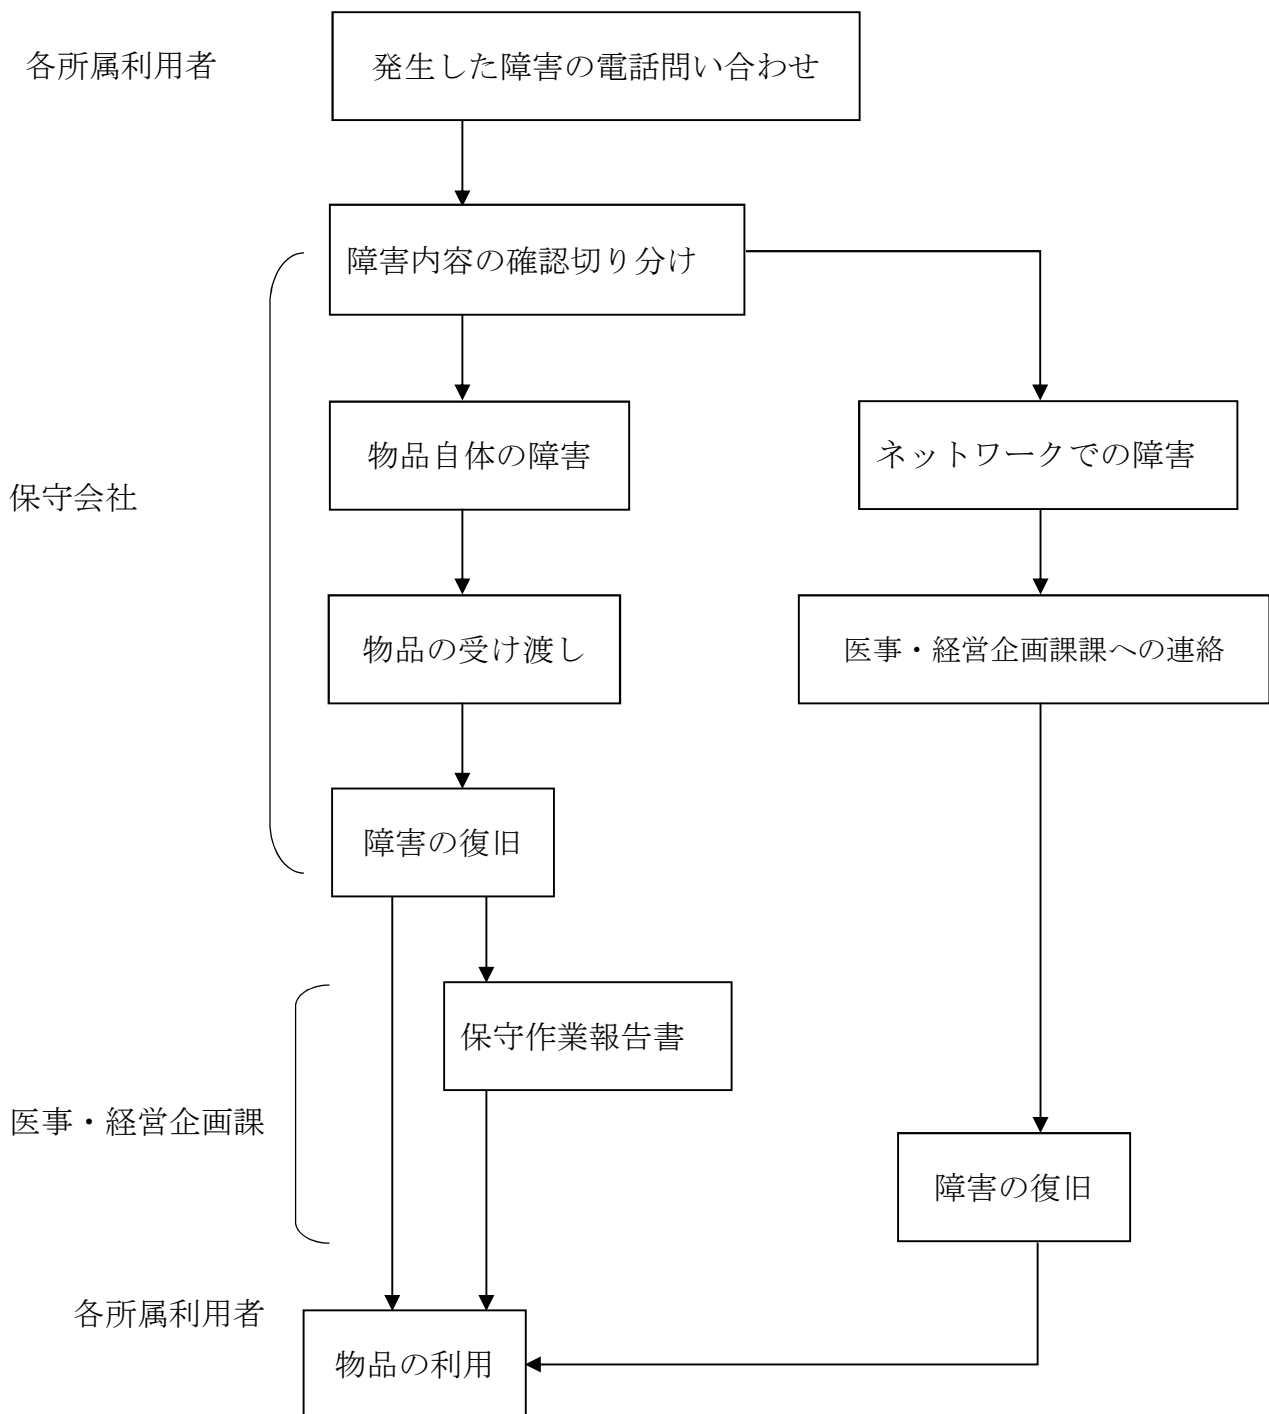 各所属利用者
発生した障害の電話問い合わせ
障害内容の確認切り分け
物品自体の障害
ネットワークでの障害
保守会社
物品の受け渡し
医事・経営企画課課への連絡
障害の復旧
保守作業報告書
医事・経営企画課
障害の復旧
各所属利用者
物品の利用